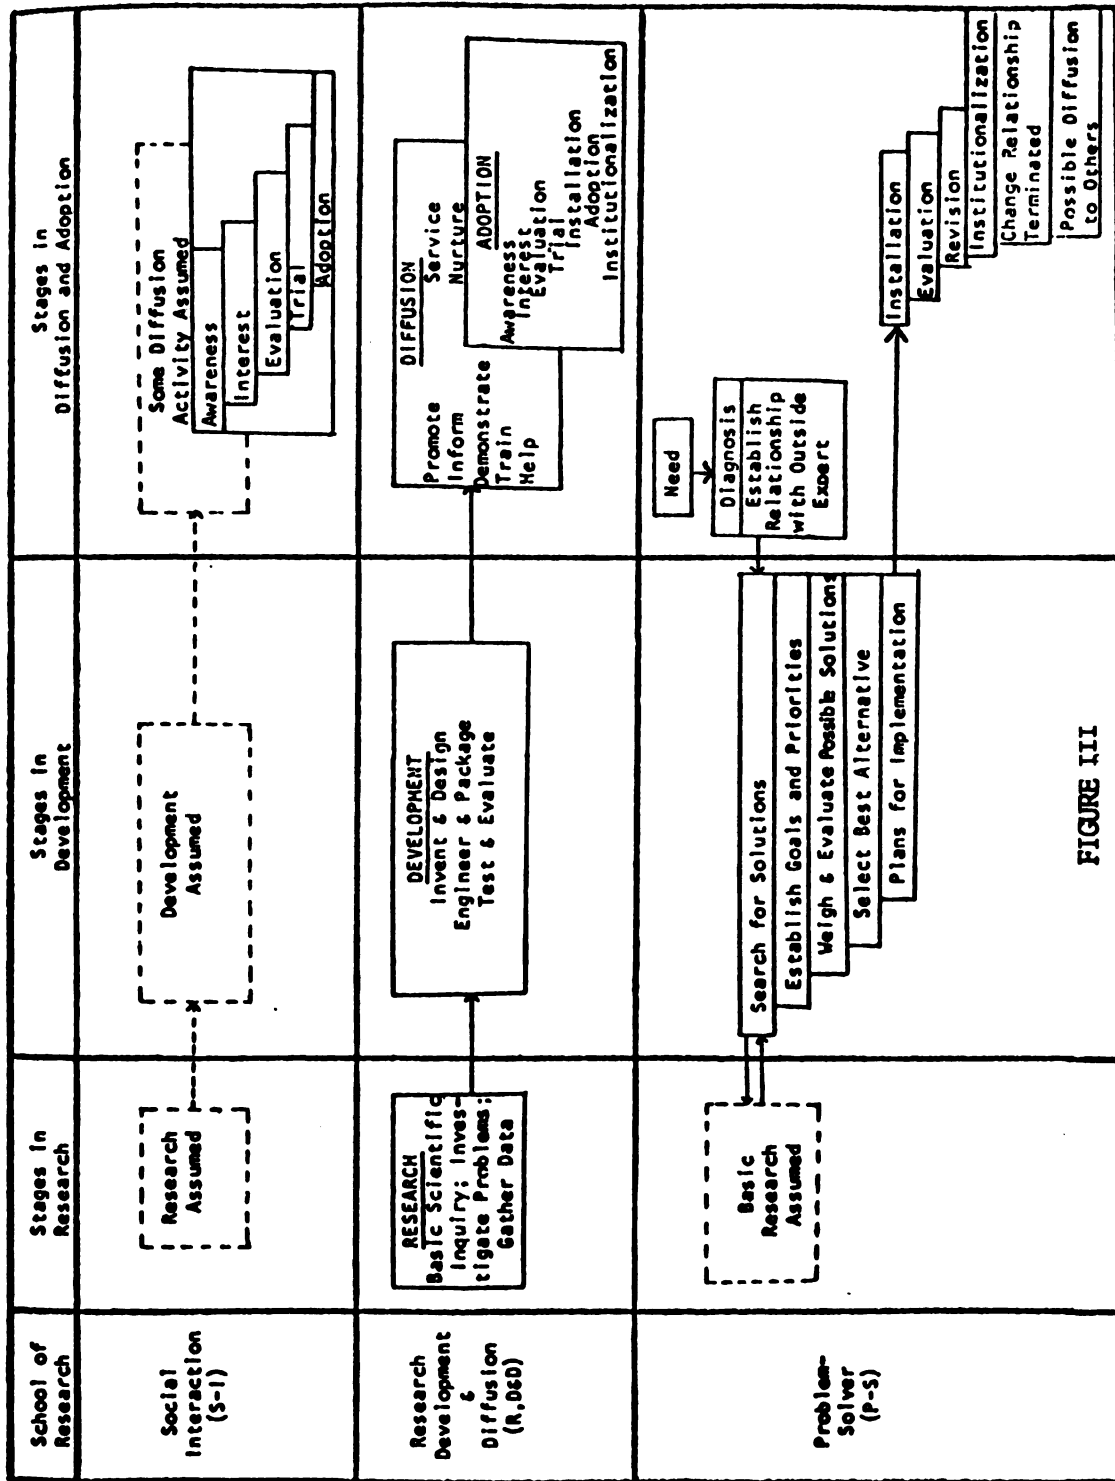 School of
Research
Stages in
Research
Stages in
Development
Stages in
Diffusion and Adoption
Social
Interaction
(S-I)
Research
Assumed
Development
Assumed
Some Diffusion
Activity Assumed
Awareness
Interest
Evaluation
Trial
Adoption
Research
Development
&
Diffusion
(R,D&D)
RESEARCH
Basic Scientific
Inquiry; Inves-
tigate Problems;
Gather Data
DEVELOPMENT
Invent & Design
Engineer & Package
Test & Evaluate
DIFFUSION
Promote
Inform
Demonstrate
Train
Help
Service
Nurture
ADOPTION
Awareness
Interest
Evaluation
Trial
Installation
Adoption
Institutionalization
Problem-
Solver
(P-S)
Basic
Research
Assumed
Search for Solutions
Establish Goals and Priorities
Weigh & Evaluate Possible Solutions
Select Best Alternative
Plans for Implementation
Need
Diagnosis
Establish
Relationship
with Outside
Expert
Installation
Evaluation
Revision
Institutionalization
Change Relationship
Terminated
Possible Diffusion
to Others
FIGURE III